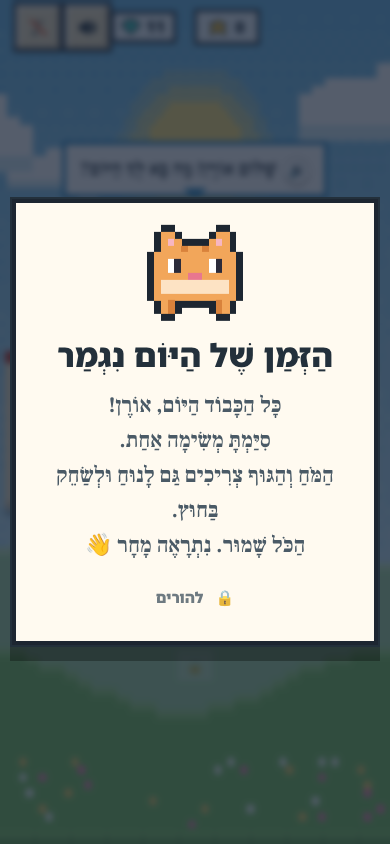 הַזְּמַן שֶׁל הַיּוֹם נִגְמַר
כָּל הַכָּבוֹד הַיּוֹם, אוֹרֶן!
סִיַּמְתָּ מְשִׂימָה אַחַת.
הַמֹּחַ וְהַגּוּף צְרִיכִים גַּם לָנוּחַ וּלְשַׂחֵק
בַּחוּץ.
הַכֹּל שָׁמוּר. נִתְרָאֶה מָחָר 👋
🔒 להורים